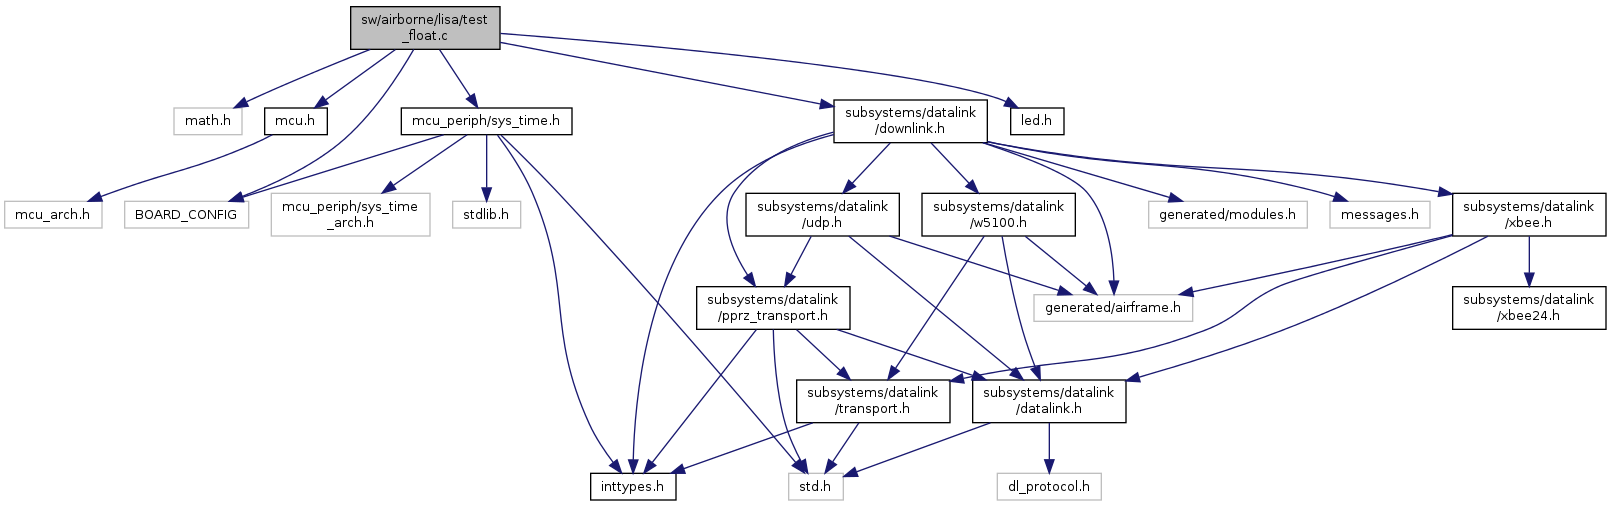 sw/airborne/lisa/test
_float.c
math.h
mcu.h
mcu_periph/sys_time.h
subsystems/datalink
/downlink.h
led.h
mcu_arch.h
BOARD_CONFIG
mcu_periph/sys_time
_arch.h
stdlib.h
subsystems/datalink
/udp.h
subsystems/datalink
/w5100.h
generated/modules.h
messages.h
subsystems/datalink
/xbee.h
subsystems/datalink
/pprz_transport.h
generated/airframe.h
subsystems/datalink
/xbee24.h
subsystems/datalink
/transport.h
subsystems/datalink
/datalink.h
inttypes.h
std.h
dl_protocol.h